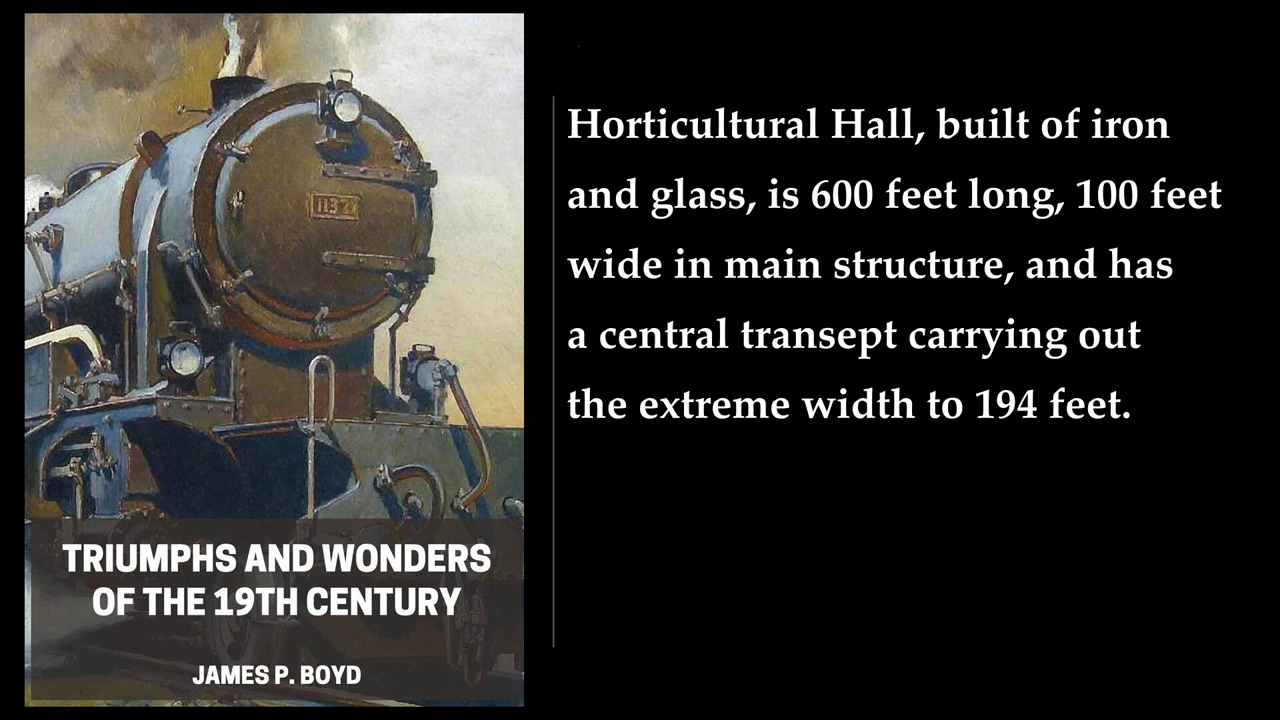 Horticultural Hall, built of iron
and glass, is 600 feet long, 100 feet
wide in main structure, and has
a central transept carrying out
the extreme width to 194 feet.
TRIUMPHS AND WONDERS
OF THE 19TH CENTURY
JAMES P. BOYD